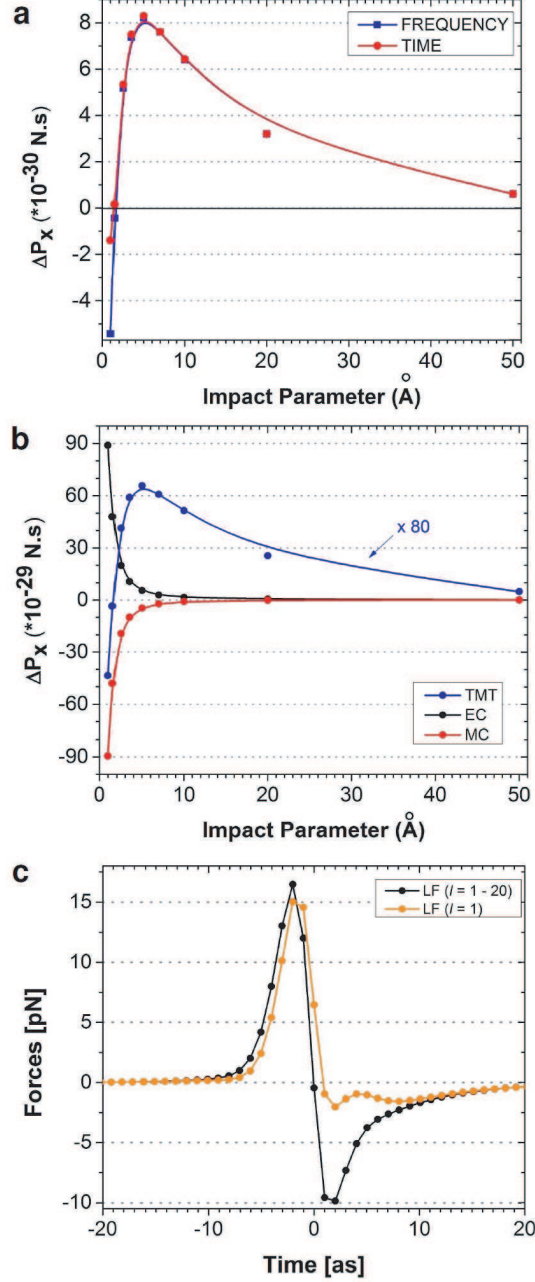 a
8
6
4
2
0
-2
-4
ΔPx (*10-30 N.s)
FREQUENCY
TIME
0 10 20 30 40 50
Impact Parameter (Å)
b
90
60
30
0
-30
-60
-90
ΔPx (*10-29 N.s)
x 80
TMT
EC
MC
0 10 20 30 40 50
Impact Parameter (Å)
c
15
10
5
0
-5
-10
Forces [pN]
LF (l = 1 - 20)
LF (l = 1)
-20 -10 0 10 20
Time [as]